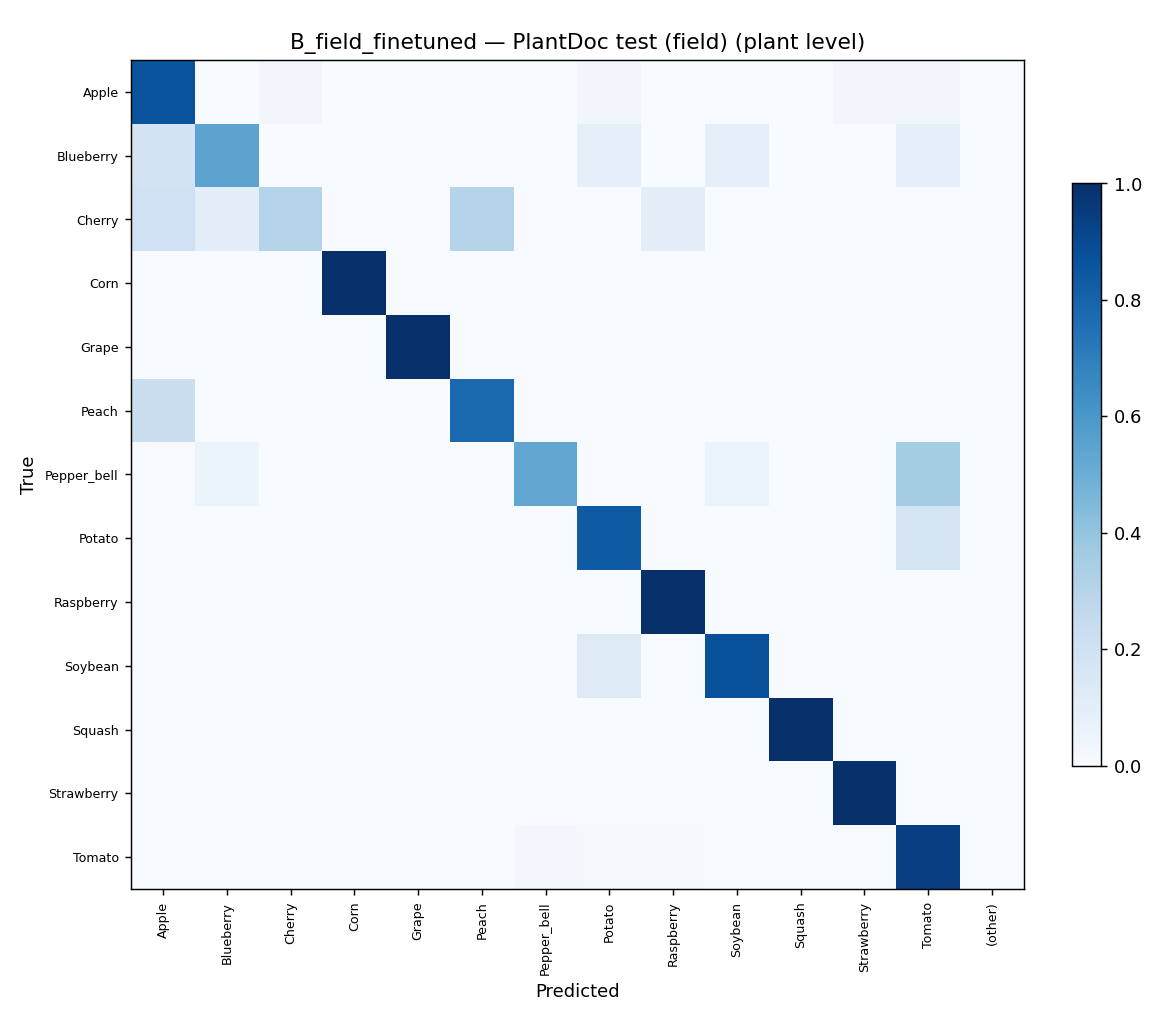 B_field_finetuned — PlantDoc test (field) (plant level)
True
Apple
Blueberry
Cherry
Corn
Grape
Peach
Pepper_bell
Potato
Raspberry
Soybean
Squash
Strawberry
Tomato
Apple
Blueberry
Cherry
Corn
Grape
Peach
Pepper_bell
Potato
Raspberry
Soybean
Squash
Strawberry
Tomato
(other)
Predicted
1.0
0.8
0.6
0.4
0.2
0.0